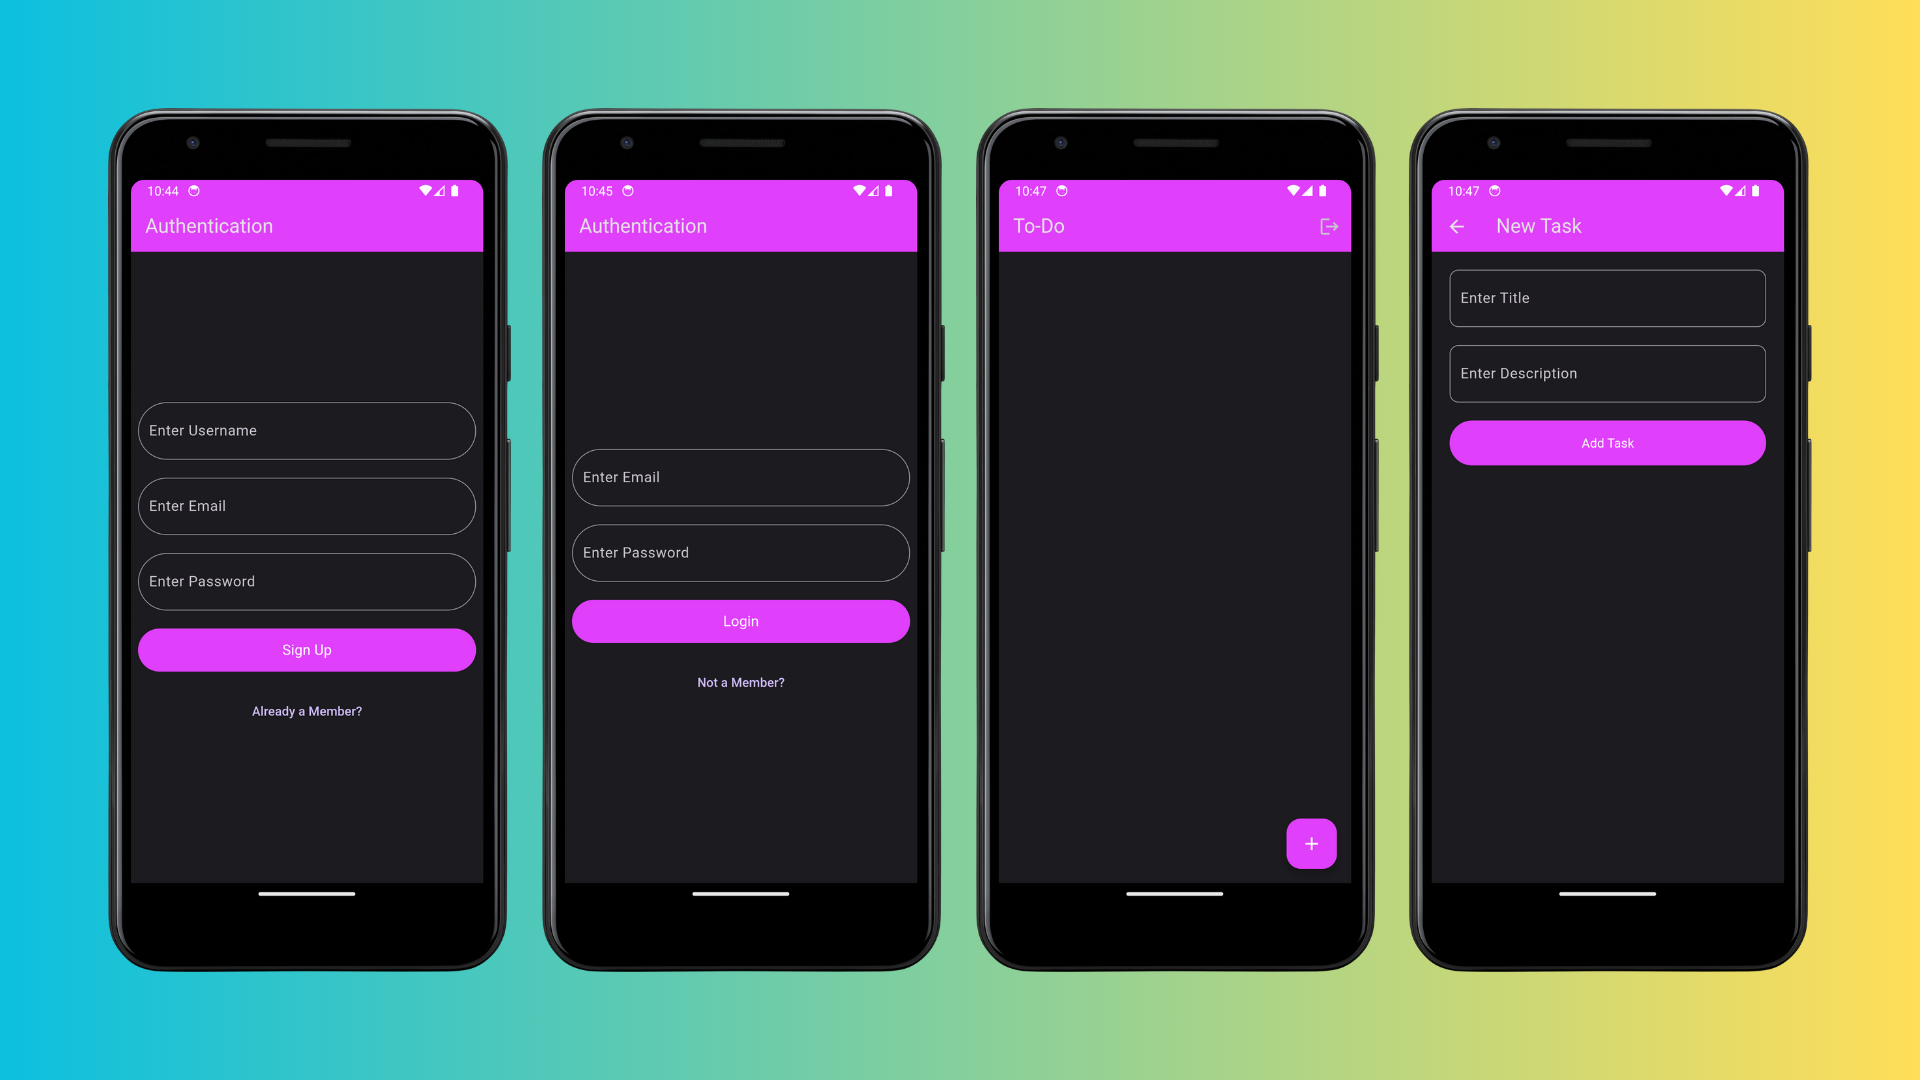 10:44
Authentication
Enter Username
Enter Email
Enter Password
Sign Up
Already a Member?
10:45
Authentication
Enter Email
Enter Password
Login
Not a Member?
10:47
To-Do
+
10:47
New Task
Enter Title
Enter Description
Add Task